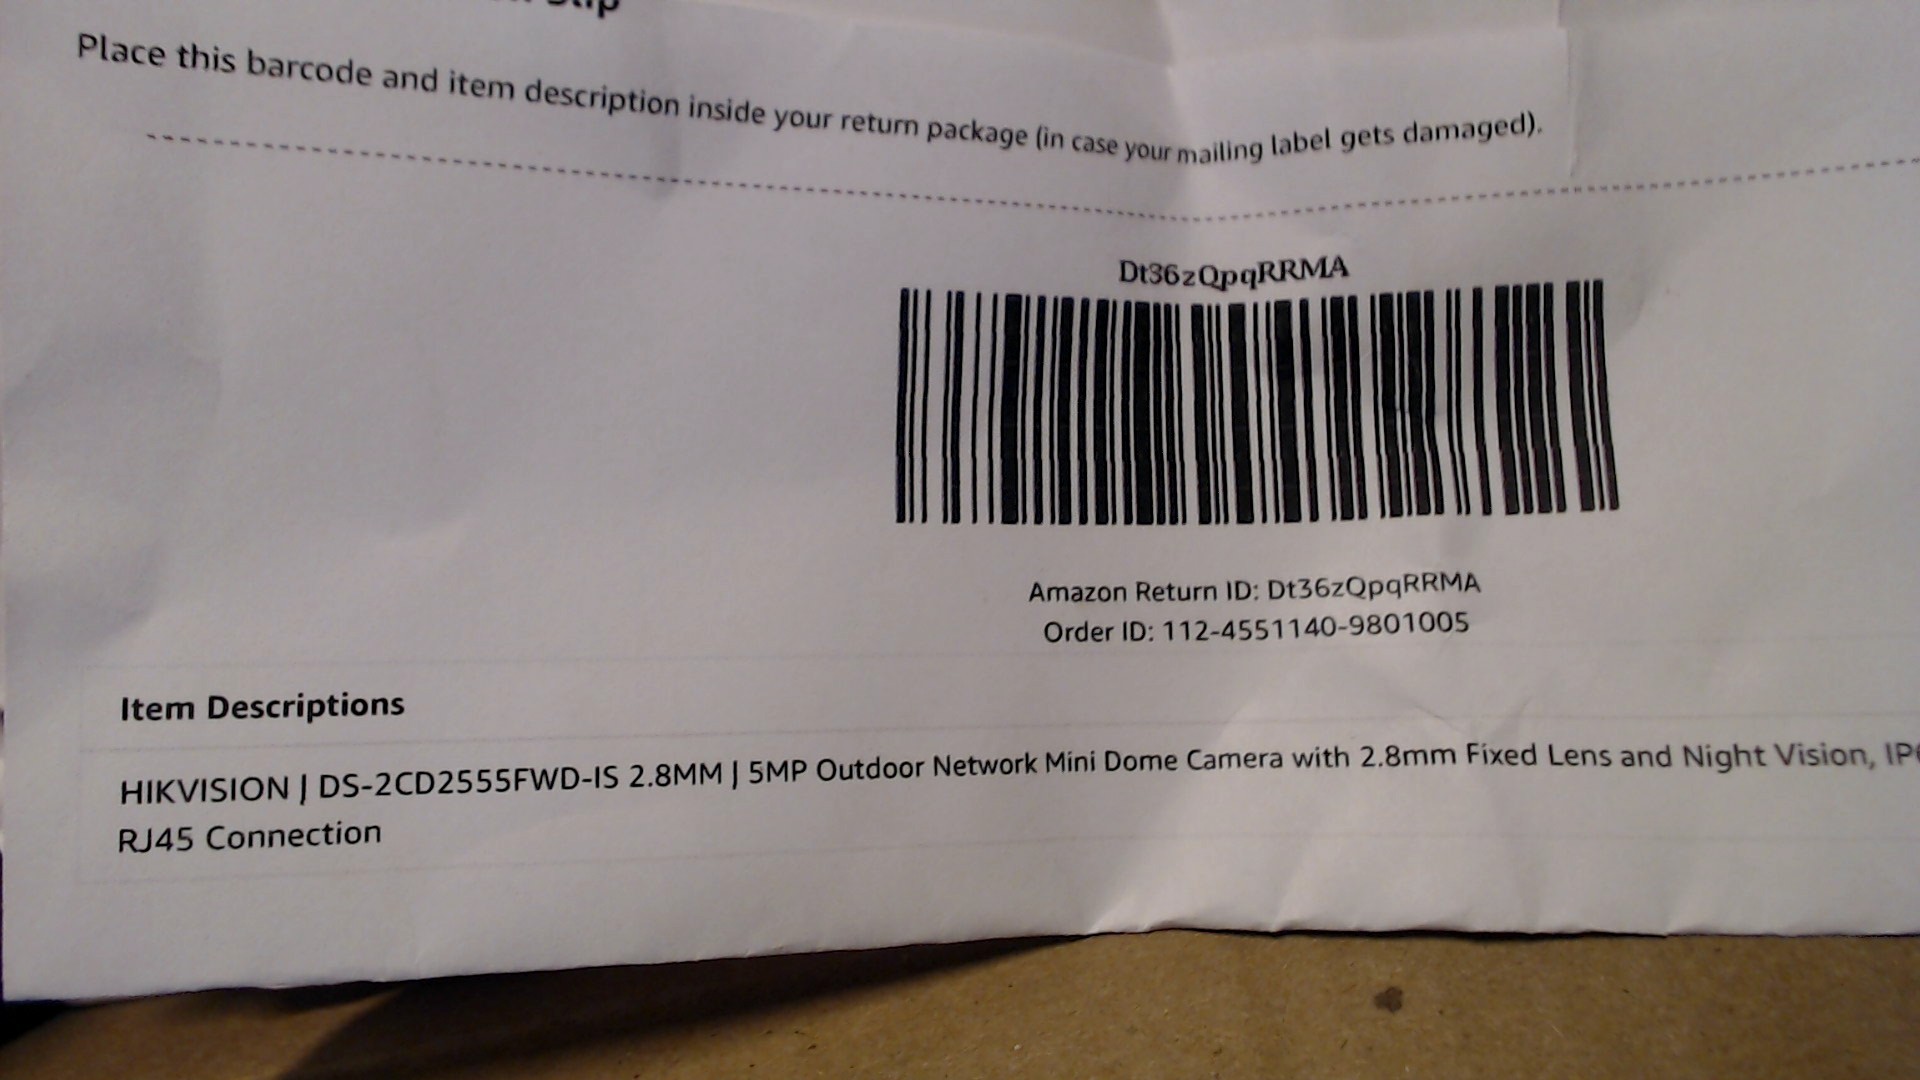 Slip
Place this barcode and item description inside your return package (in case your mailing label gets damaged).
Dt36zQpqRRMA
Amazon Return ID: Dt36zQpqRRMA
Order ID: 112-4551140-9801005
Item Descriptions
HIKVISION | DS-2CD2555FWD-IS 2.8MM | 5MP Outdoor Network Mini Dome Camera with 2.8mm Fixed Lens and Night Vision,
RJ45 Connection